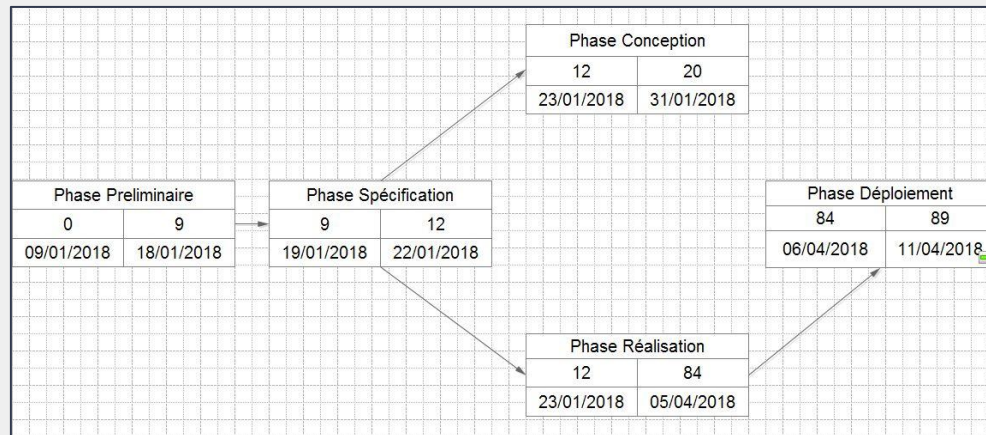 Phase Conception
12 20
23/01/2018 31/01/2018
Phase Preliminaire
0 9
09/01/2018 18/01/2018
Phase Spécification
9 12
19/01/2018 22/01/2018
Phase Déploiement
84 89
06/04/2018 11/04/2018
Phase Réalisation
12 84
23/01/2018 05/04/2018